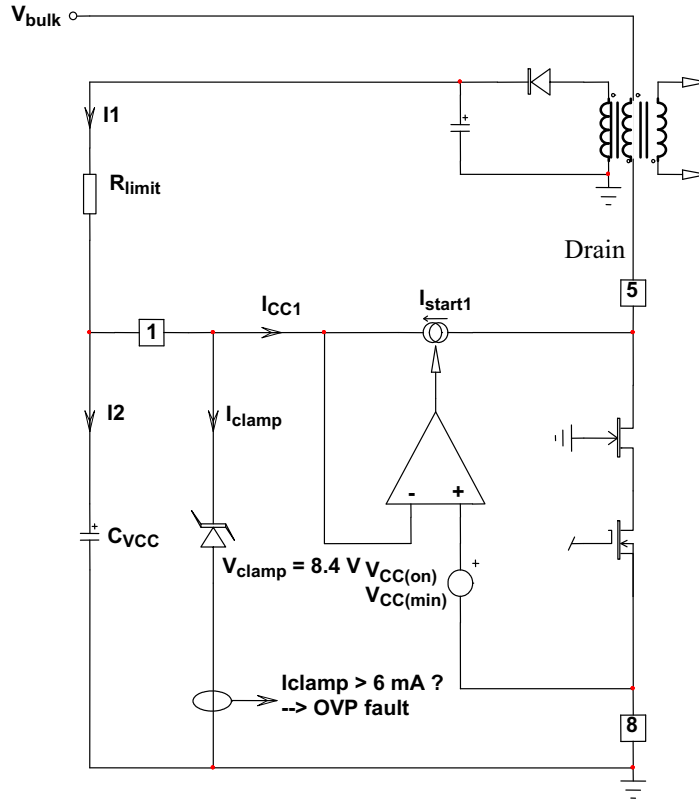 Vbulk
I1
Rlimit
Drain
5
ICC1
Istart1
1
I2
Iclamp
- +
CVCC
Vclamp = 8.4 V VCC(on)
VCC(min)
Iclamp > 6 mA ?
--> OVP fault
8